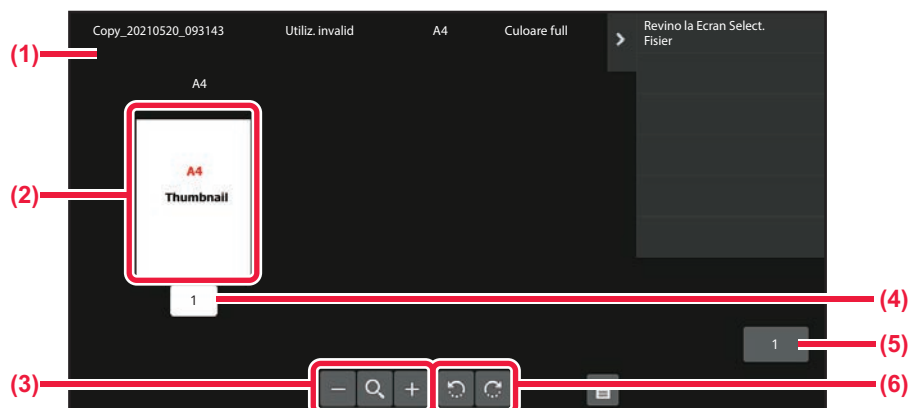 Copy_20210520_093143 Utiliz. invalid A4 Culoare full
Revino la Ecran Select.
Fisier
(1)
A4
A4
Thumbnail
(2)
1
(4)
1
(5)
(3)
(6)